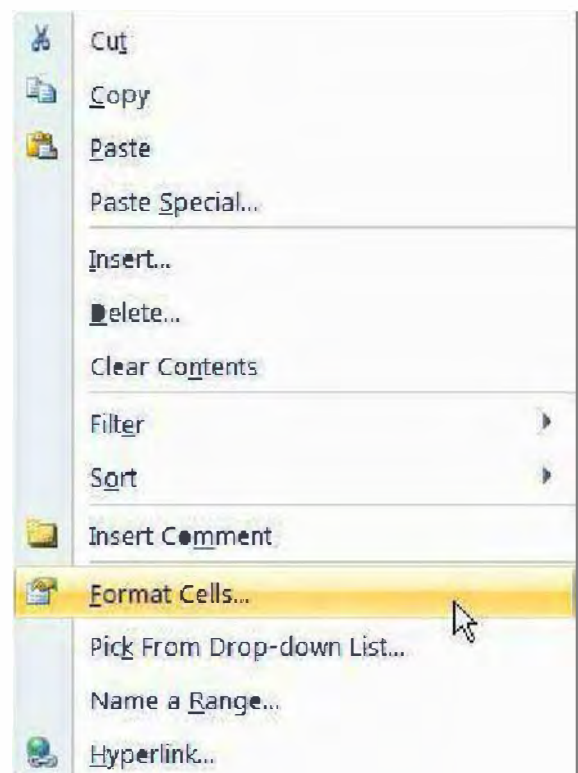 Cut
Copy
Paste
Paste Special...
Insert...
Delete...
Clear Contents
Filter
Sort
Insert Comment
Format Cells...
Pick From Drop-down List...
Name a Range...
Hyperlink...